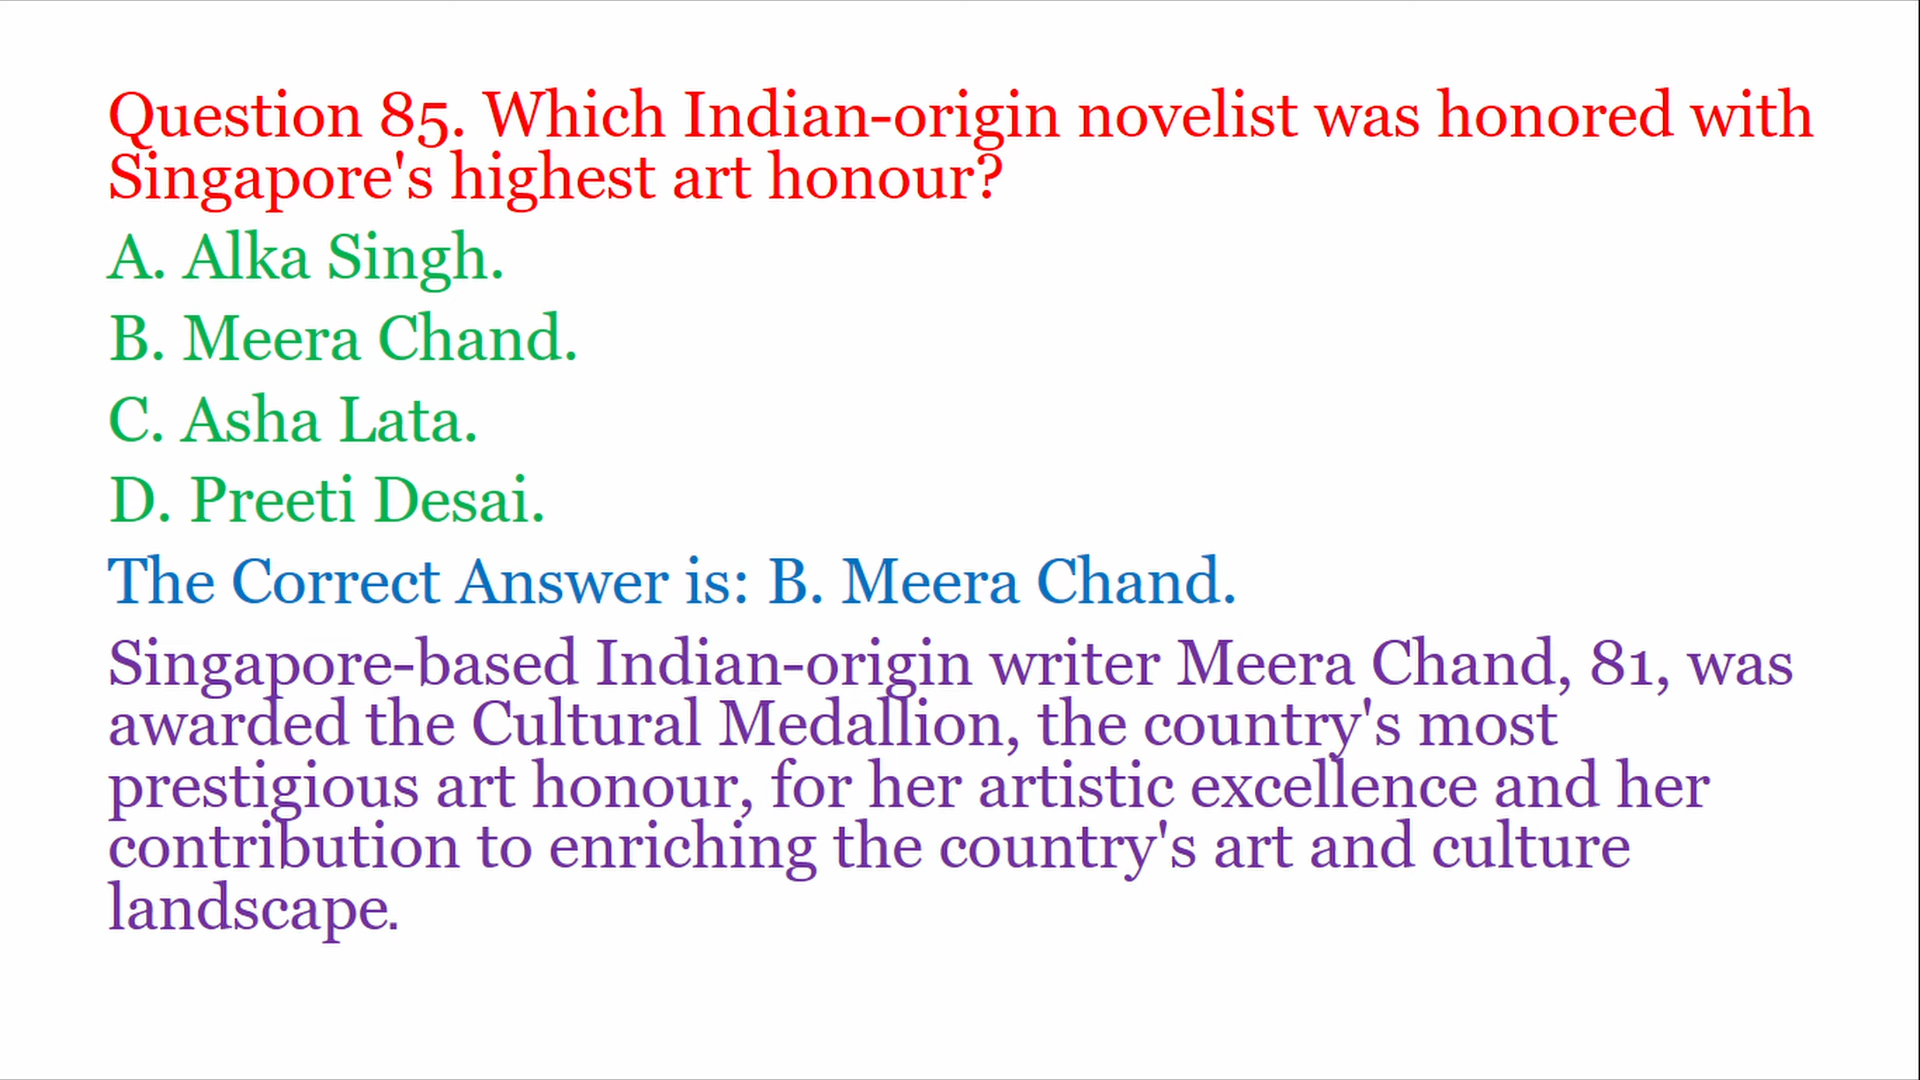 Question 85. Which Indian-origin novelist was honored with
Singapore's highest art honour?
A. Alka Singh.
B. Meera Chand.
C. Asha Lata.
D. Preeti Desai.
The Correct Answer is: B. Meera Chand.
Singapore-based Indian-origin writer Meera Chand, 81, was
awarded the Cultural Medallion, the country's most
prestigious art honour, for her artistic excellence and her
contribution to enriching the country's art and culture
landscape.